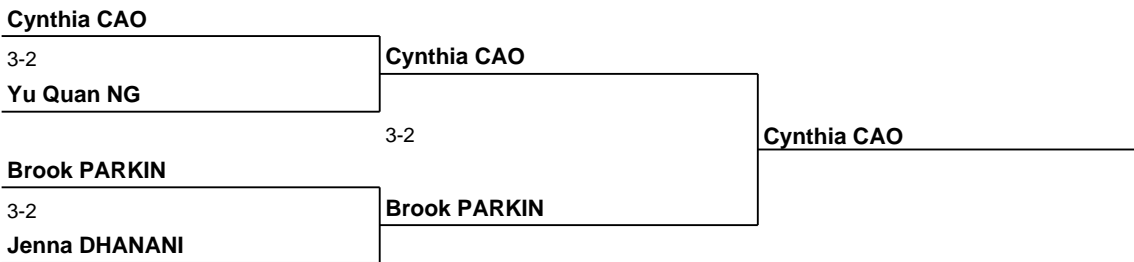 Cynthia CAO
3-2
Cynthia CAO
Yu Quan NG
3-2
Cynthia CAO
Brook PARKIN
3-2
Brook PARKIN
Jenna DHANANI